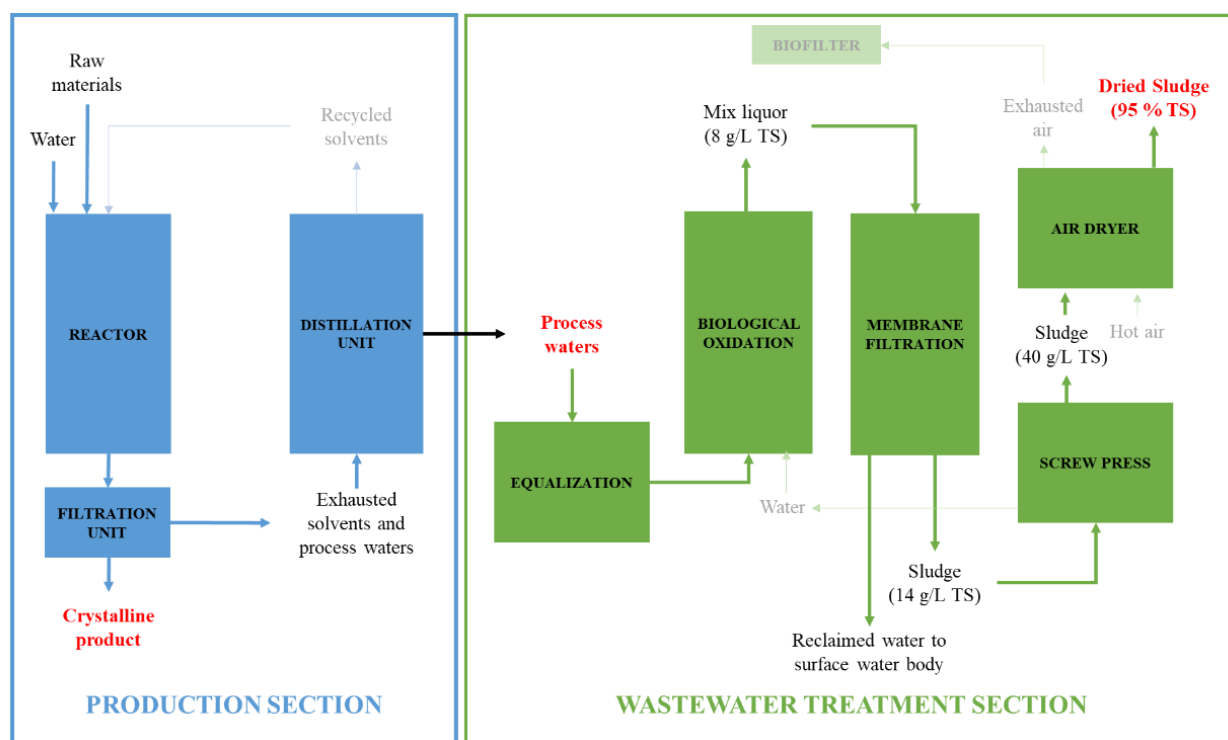 Raw
materials
Water
Recycled
solvents
REACTOR
DISTILLATION
UNIT
FILTRATION
UNIT
Exhausted
solvents and
process waters
Crystalline
product
PRODUCTION SECTION
BIOFILTER
Mix liquor
(8 g/L TS)
Exhausted
air
Dried Sludge
(95 % TS)
AIR DRYER
Process
waters
BIOLOGICAL
OXIDATION
MEMBRANE
FILTRATION
Sludge
(40 g/L TS)
Hot air
EQUALIZATION
SCREW PRESS
Water
Sludge
(14 g/L TS)
Reclaimed water to
surface water body
WASTEWATER TREATMENT SECTION